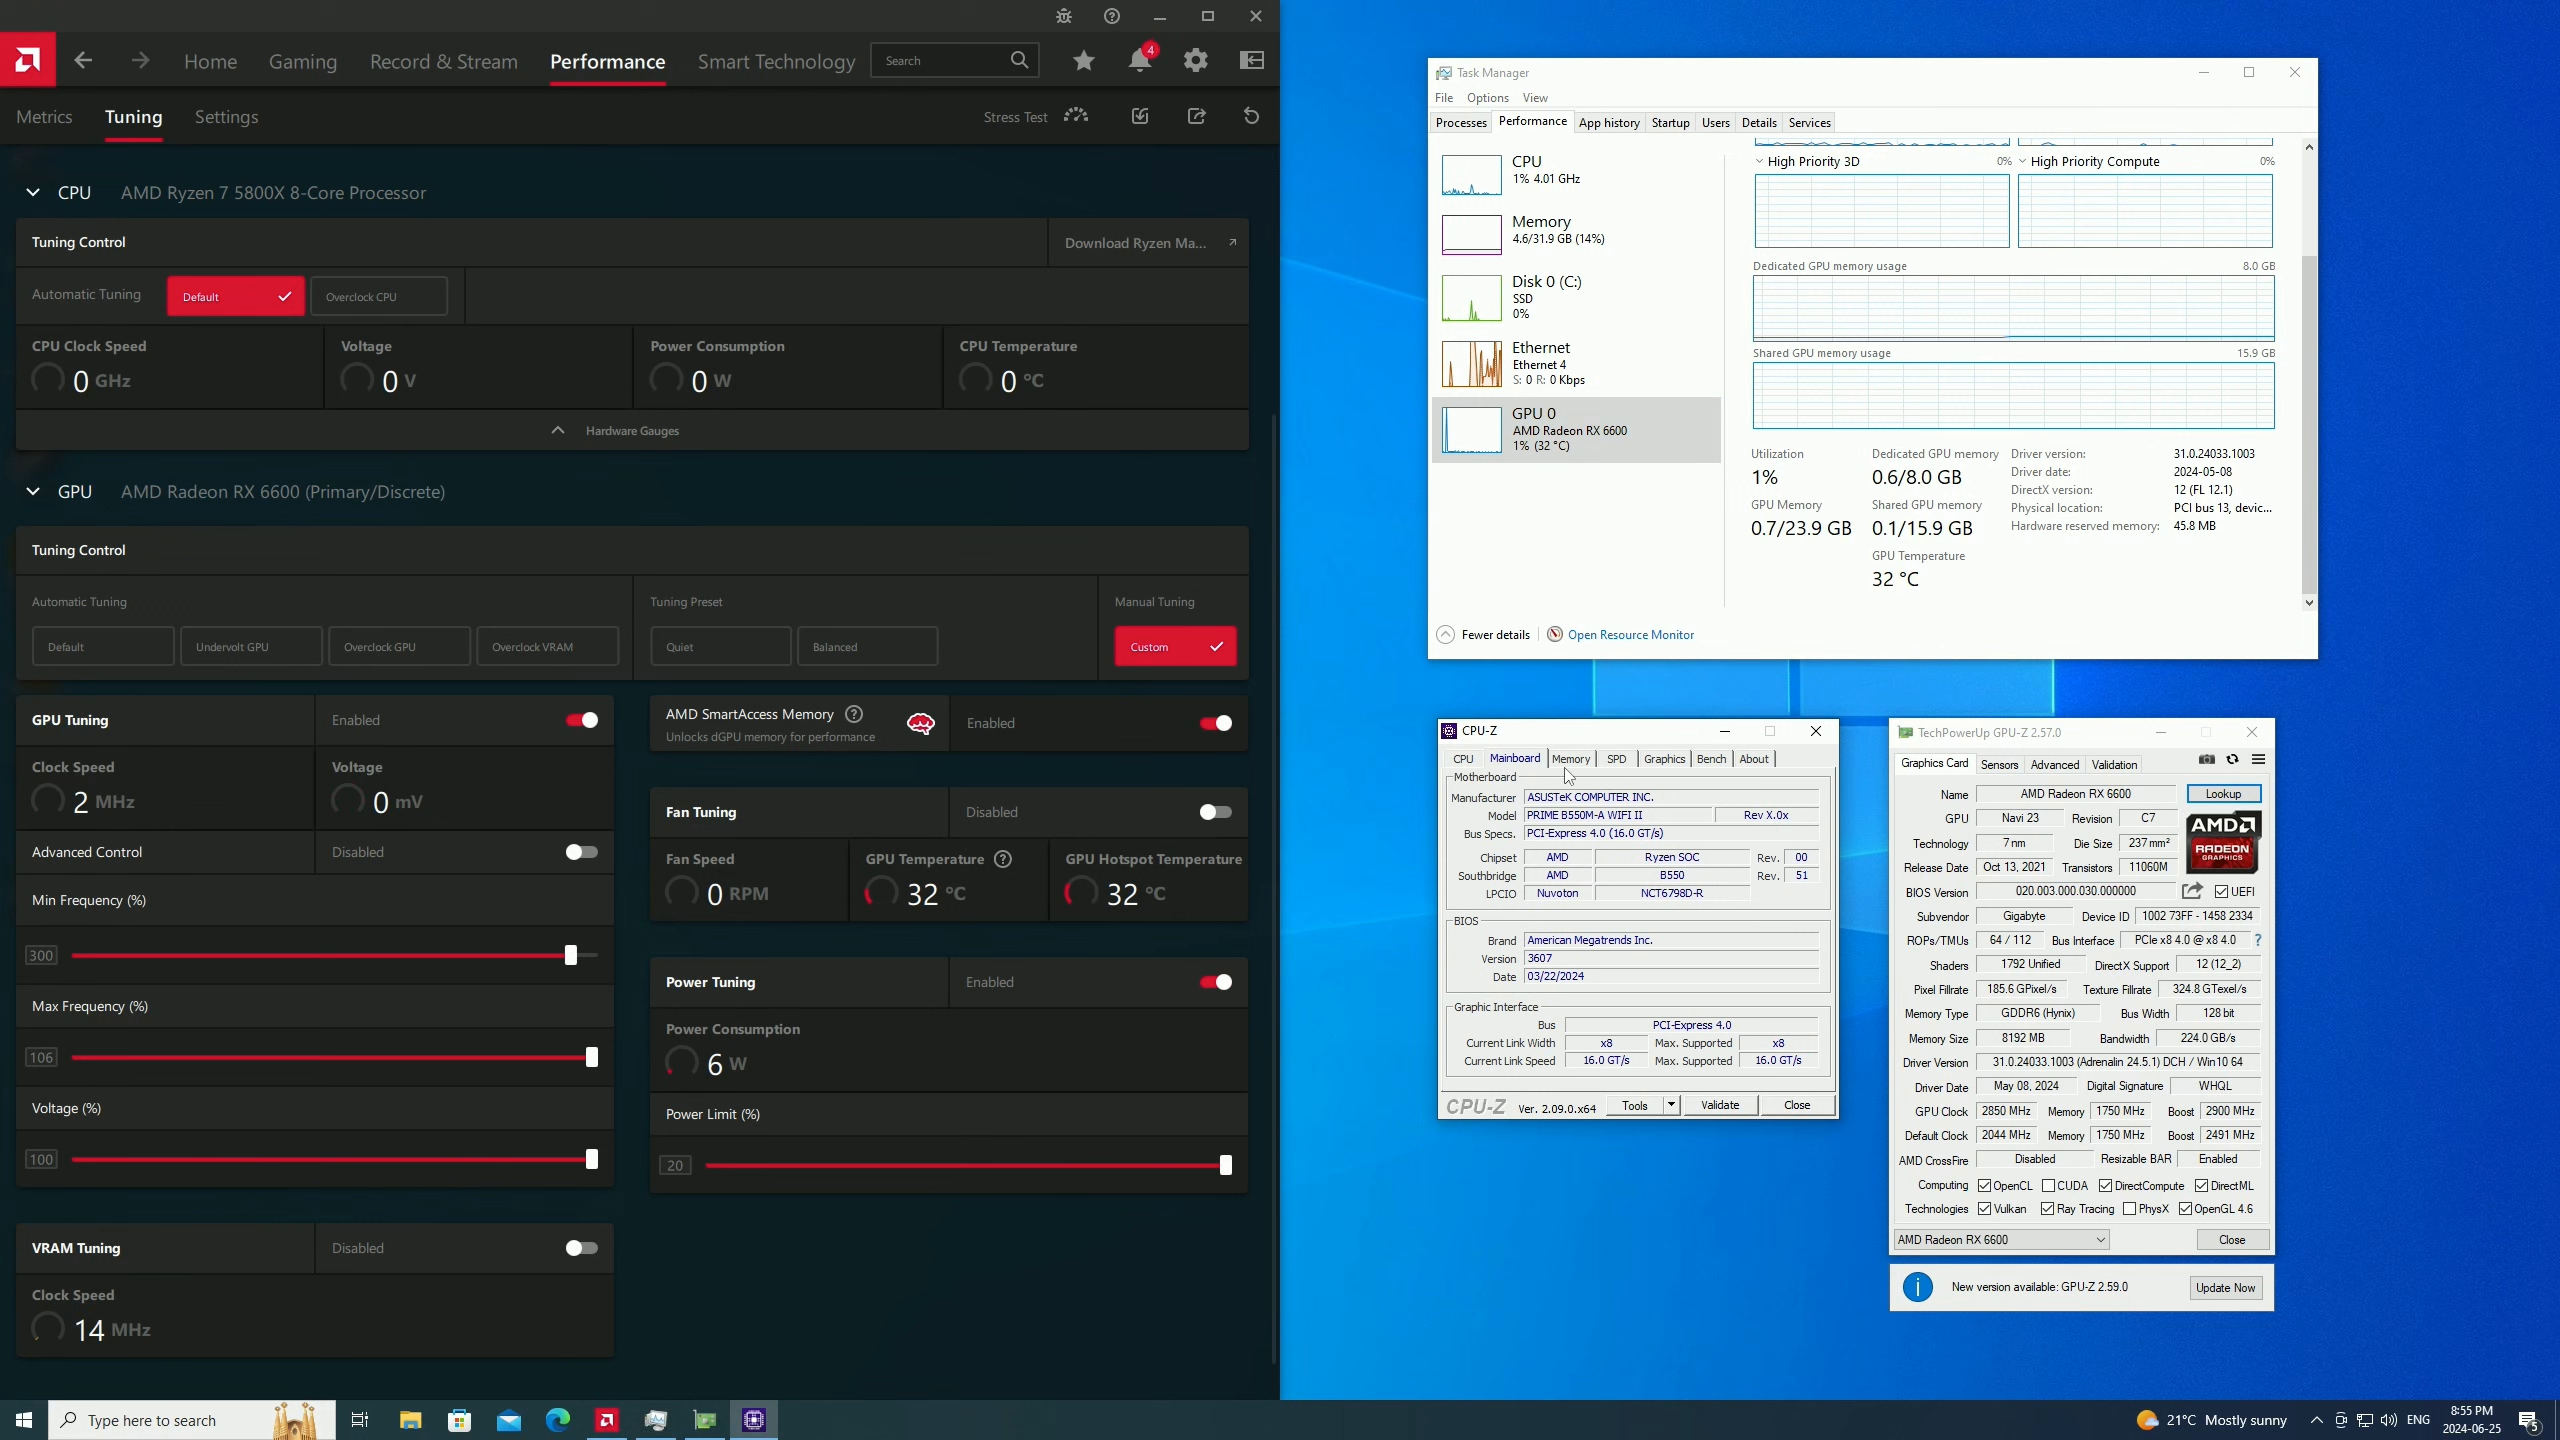 4
Home
Gaming
Record & Stream
Performance
Smart Technology
Search
Metrics
Tuning
Settings
Stress Test
CPU AMD Ryzen 7 5800X 8-Core Processor
Tuning Control
Download Ryzen Ma...
Automatic Tuning
Default
Overclock CPU
CPU Clock Speed
0 GHz
Voltage
0 V
Power Consumption
0 W
CPU Temperature
0 °C
Hardware Gauges
GPU AMD Radeon RX 6600 (Primary/Discrete)
Tuning Control
Automatic Tuning
Default
Undervolt GPU
Overclock GPU
Overclock VRAM
Tuning Preset
Quiet
Balanced
Manual Tuning
Custom
GPU Tuning
Enabled
Clock Speed
2 MHz
Voltage
0 mV
Advanced Control
Disabled
Min Frequency (%)
300
Max Frequency (%)
106
Voltage (%)
100
VRAM Tuning
Disabled
Clock Speed
14 MHz
AMD SmartAccess Memory
Unlocks dGPU memory for performance
Enabled
Fan Tuning
Disabled
Fan Speed
0 RPM
GPU Temperature
32 °C
GPU Hotspot Temperature
32 °C
Power Tuning
Enabled
Power Consumption
6 W
Power Limit (%)
20
Task Manager
File Options View
Processes Performance App history Startup Users Details Services
CPU
1% 4.01 GHz
Memory
4.6/31.9 GB (14%)
Disk 0 (C:)
SSD
0%
Ethernet
Ethernet 4
S: 0 R: 0 Kbps
GPU 0
AMD Radeon RX 6600
1% (32 °C)
High Priority 3D 0%
High Priority Compute 0%
Dedicated GPU memory usage 8.0 GB
Shared GPU memory usage 15.9 GB
Utilization
1%
GPU Memory
0.7/23.9 GB
Dedicated GPU memory
0.6/8.0 GB
Shared GPU memory
0.1/15.9 GB
GPU Temperature
32 °C
Driver version: 31.0.24033.1003
Driver date: 2024-05-08
DirectX version: 12 (FL 12.1)
Physical location: PCI bus 13, devic...
Hardware reserved memory: 45.8 MB
Fewer details
Open Resource Monitor
CPU-Z
CPU Mainboard Memory SPD Graphics Bench About
Motherboard
Manufacturer ASUSTeK COMPUTER INC.
Model PRIME B550M-A WIFI II Rev X.0x
Bus Specs. PCI-Express 4.0 (16.0 GT/s)
Chipset AMD Ryzen SOC Rev. 00
Southbridge AMD B550 Rev. 51
LPCIO Nuvoton NCT6798D-R
BIOS
Brand American Megatrends Inc.
Version 3607
Date 03/22/2024
Graphic Interface
Bus PCI-Express 4.0
Current Link Width x8 Max. Supported x8
Current Link Speed 16.0 GT/s Max. Supported 16.0 GT/s
CPU-Z Ver. 2.09.0.x64 Tools Validate Close
TechPowerUp GPU-Z 2.57.0
Graphics Card Sensors Advanced Validation
Name AMD Radeon RX 6600 Lookup
GPU Navi 23 Revision C7
AMD
RADEON
GRAPHICS
Technology 7 nm Die Size 237 mm²
Release Date Oct 13, 2021 Transistors 11060M
BIOS Version 020.003.000.030.000000 UEFI
Subvendor Gigabyte Device ID 1002 73FF - 1458 2334
ROPs/TMUs 64 / 112 Bus Interface PCIe x8 4.0 @ x8 4.0 ?
Shaders 1792 Unified DirectX Support 12 (12_2)
Pixel Fillrate 185.6 GPixel/s Texture Fillrate 324.8 GTexel/s
Memory Type GDDR6 (Hynix) Bus Width 128 bit
Memory Size 8192 MB Bandwidth 224.0 GB/s
Driver Version 31.0.24033.1003 (Adrenalin 24.5.1) DCH / Win10 64
Driver Date May 08, 2024 Digital Signature WHQL
GPU Clock 2850 MHz Memory 1750 MHz Boost 2900 MHz
Default Clock 2044 MHz Memory 1750 MHz Boost 2491 MHz
AMD CrossFire Disabled Resizable BAR Enabled
Computing OpenCL CUDA DirectCompute DirectML
Technologies Vulkan Ray Tracing PhysX OpenGL 4.6
AMD Radeon RX 6600 Close
New version available: GPU-Z 2.59.0 Update Now
Type here to search
21°C Mostly sunny
ENG
8:55 PM
2024-06-25
5